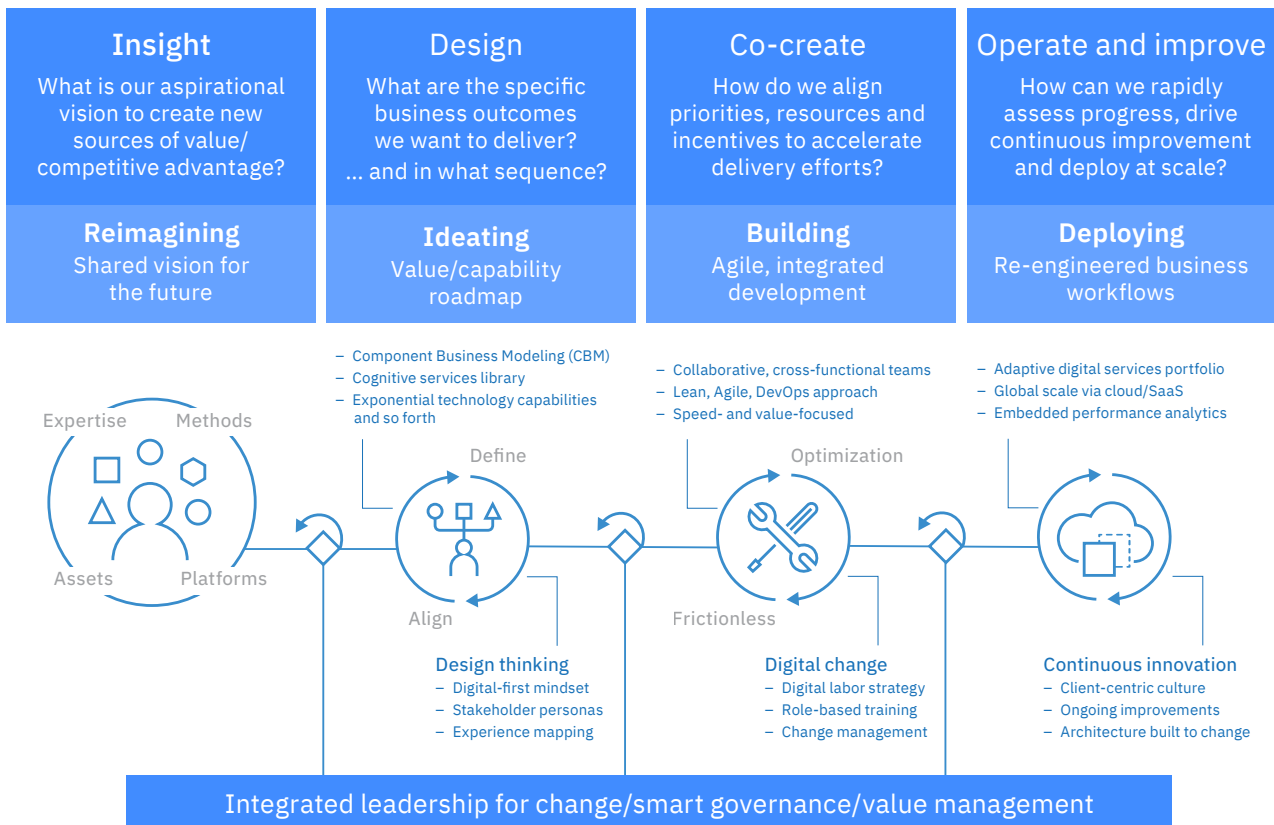 Insight
What is our aspirational
vision to create new
sources of value/
competitive advantage?
Reimagining
Shared vision for
the future
Design
What are the specific
business outcomes
we want to deliver?
... and in what sequence?
Ideating
Value/capability
roadmap
Co-create
How do we align
priorities, resources and
incentives to accelerate
delivery efforts?
Building
Agile, integrated
development
Operate and improve
How can we rapidly
assess progress, drive
continuous improvement
and deploy at scale?
Deploying
Re-engineered business
workflows
Expertise
Methods
Assets
Platforms
– Component Business Modeling (CBM)
– Cognitive services library
– Exponential technology capabilities
and so forth
Define
Align
Design thinking
– Digital-first mindset
– Stakeholder personas
– Experience mapping
– Collaborative, cross-functional teams
– Lean, Agile, DevOps approach
– Speed- and value-focused
Optimization
Frictionless
Digital change
– Digital labor strategy
– Role-based training
– Change management
– Adaptive digital services portfolio
– Global scale via cloud/SaaS
– Embedded performance analytics
Continuous innovation
– Client-centric culture
– Ongoing improvements
– Architecture built to change
Integrated leadership for change/smart governance/value management